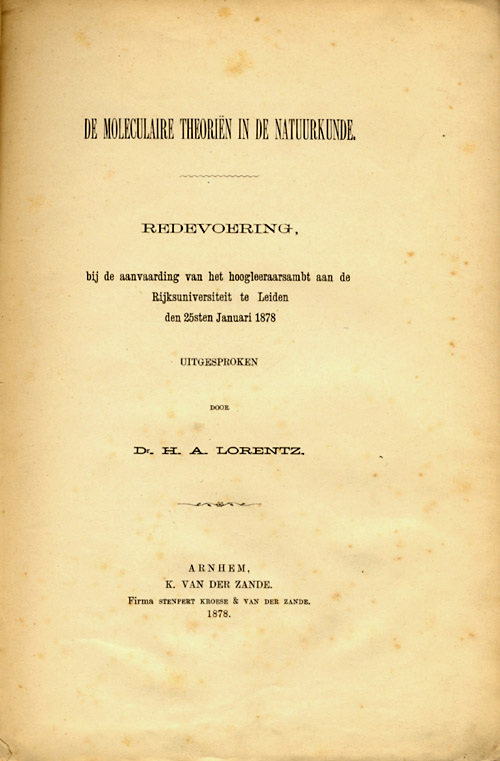 DE MOLECULAIRE THEORIËN IN DE NATUURKUNDE.
REDEVOERING,
bij de aanvaarding van het hoogleeraarsambt aan de
Rijksuniversiteit te Leiden
den 25sten Januari 1878
UITGESPROKEN
DOOR
Dr. H. A. LORENTZ.
ARNHEM,
K. VAN DER ZANDE.
Firma STENFERT KROESE & VAN DER ZANDE.
1878.